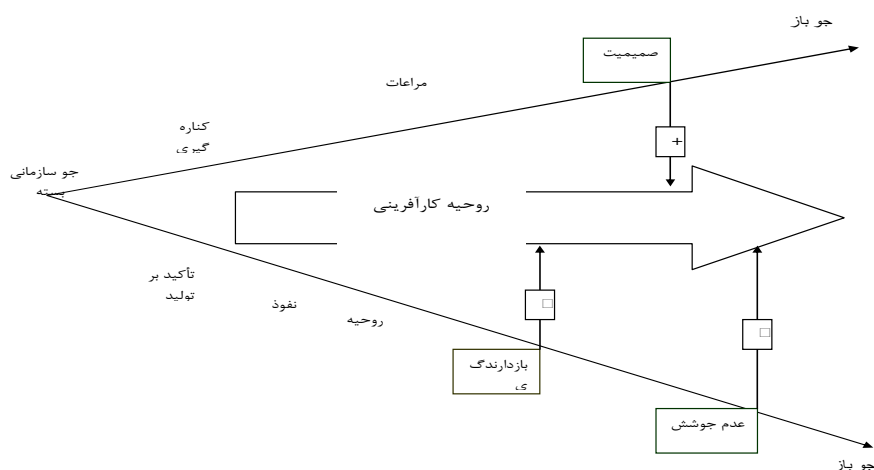 جو باز
صمیمیت
مراعات
کناره
گیری
+
جو سازمانی
بسته
روحیه کارآفرینی
تأکید بر
تولید
نفوذ
روحیه
بازدارندگ
ی
عدم جوشش
جو باز